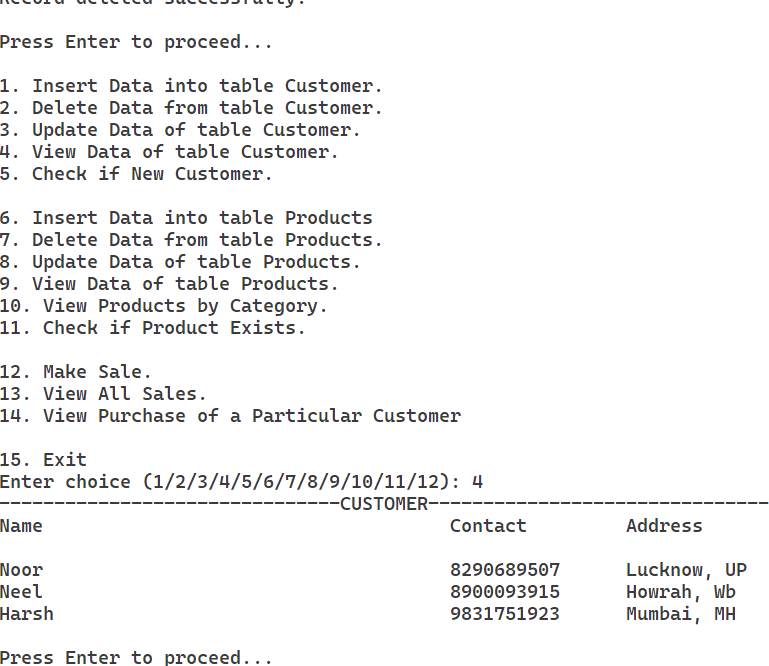 Record deleted successfully.
Press Enter to proceed...
1. Insert Data into table Customer.
2. Delete Data from table Customer.
3. Update Data of table Customer.
4. View Data of table Customer.
5. Check if New Customer.
6. Insert Data into table Products
7. Delete Data from table Products.
8. Update Data of table Products.
9. View Data of table Products.
10. View Products by Category.
11. Check if Product Exists.
12. Make Sale.
13. View All Sales.
14. View Purchase of a Particular Customer
15. Exit
Enter choice (1/2/3/4/5/6/7/8/9/10/11/12): 4
-------------------------------CUSTOMER-------------------------------
Name Contact Address
Noor 8290689507 Lucknow, UP
Neel 8900093915 Howrah, Wb
Harsh 9831751923 Mumbai, MH
Press Enter to proceed...